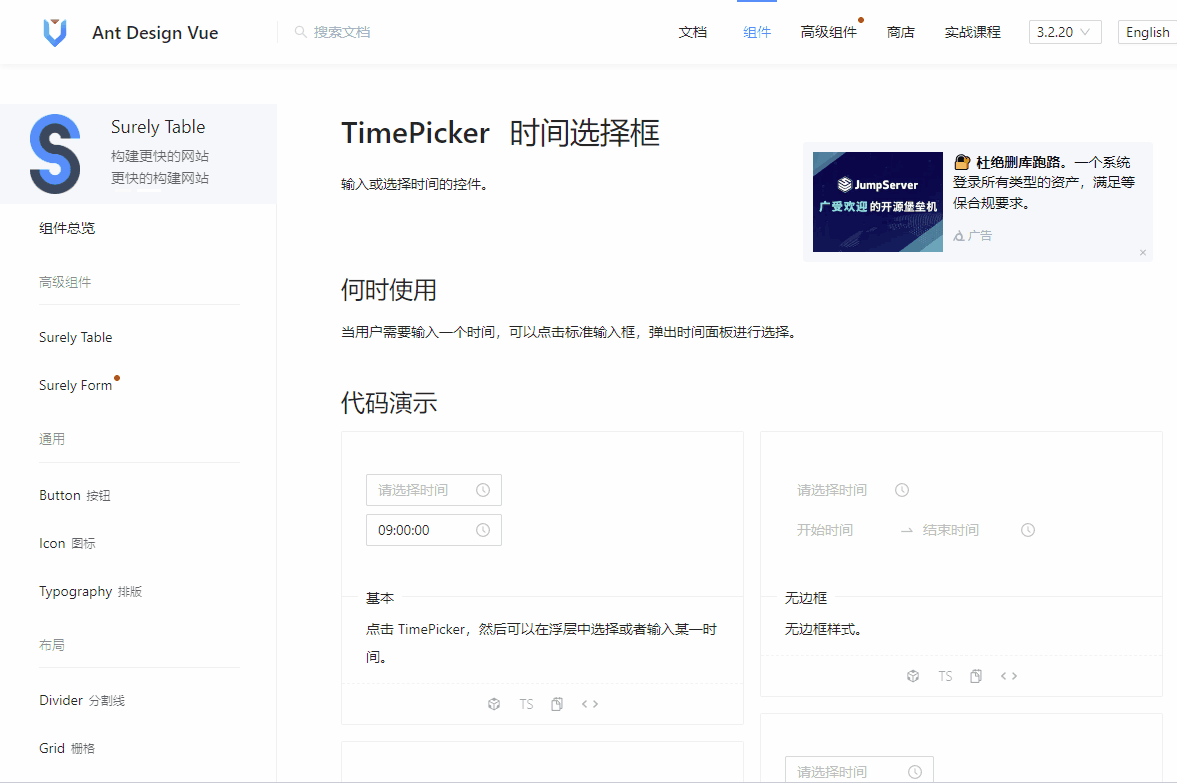 Ant Design Vue
搜索文档
文档
组件
高级组件
商店
实战课程
3.2.20
English
Surely Table
构建更快的网站
更快的构建网站
组件总览
高级组件
Surely Table
Surely Form
通用
Button 按钮
Icon 图标
Typography 排版
布局
Divider 分割线
Grid 栅格
TimePicker 时间选择框
输入或选择时间的控件。
JumpServer
广受欢迎的开源堡垒机
杜绝删库跑路。一个系统
登录所有类型的资产，满足等
保合规要求。
广告
×
何时使用
当用户需要输入一个时间，可以点击标准输入框，弹出时间面板进行选择。
代码演示
请选择时间
09:00:00
基本
点击 TimePicker，然后可以在浮层中选择或者输入某一时
间。
TS
< >
请选择时间
开始时间
结束时间
无边框
无边框样式。
TS
< >
请选择时间